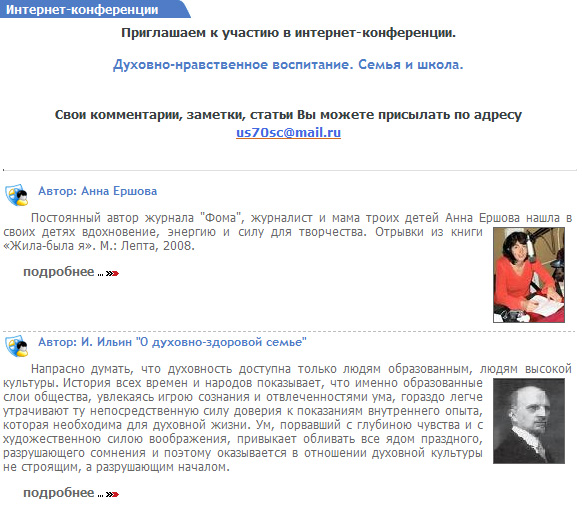 Интернет-конференции
Приглашаем к участию в интернет-конференции.
Духовно-нравственное воспитание. Семья и школа.
Свои комментарии, заметки, статьи Вы можете присылать по адресу
us70sc@mail.ru
Автор: Анна Ершова
Постоянный автор журнала "Фома", журналист и мама троих детей Анна Ершова нашла в
своих детях вдохновение, энергию и силу для творчества. Отрывки из книги
«Жила-была я». М.: Лепта, 2008.
подробнее ...
Автор: И. Ильин "О духовно-здоровой семье"
Напрасно думать, что духовность доступна только людям образованным, людям высокой
культуры. История всех времен и народов показывает, что именно образованные
слои общества, увлекаясь игрою сознания и отвлеченностями ума, гораздо легче
утрачивают ту непосредственную силу доверия к показаниям внутреннего опыта,
которая необходима для духовной жизни. Ум, порвавший с глубиною чувства и с
художественною силою воображения, привыкает обливать все ядом праздного,
разрушающего сомнения и поэтому оказывается в отношении духовной культуры
не строящим, а разрушающим началом.
подробнее ...